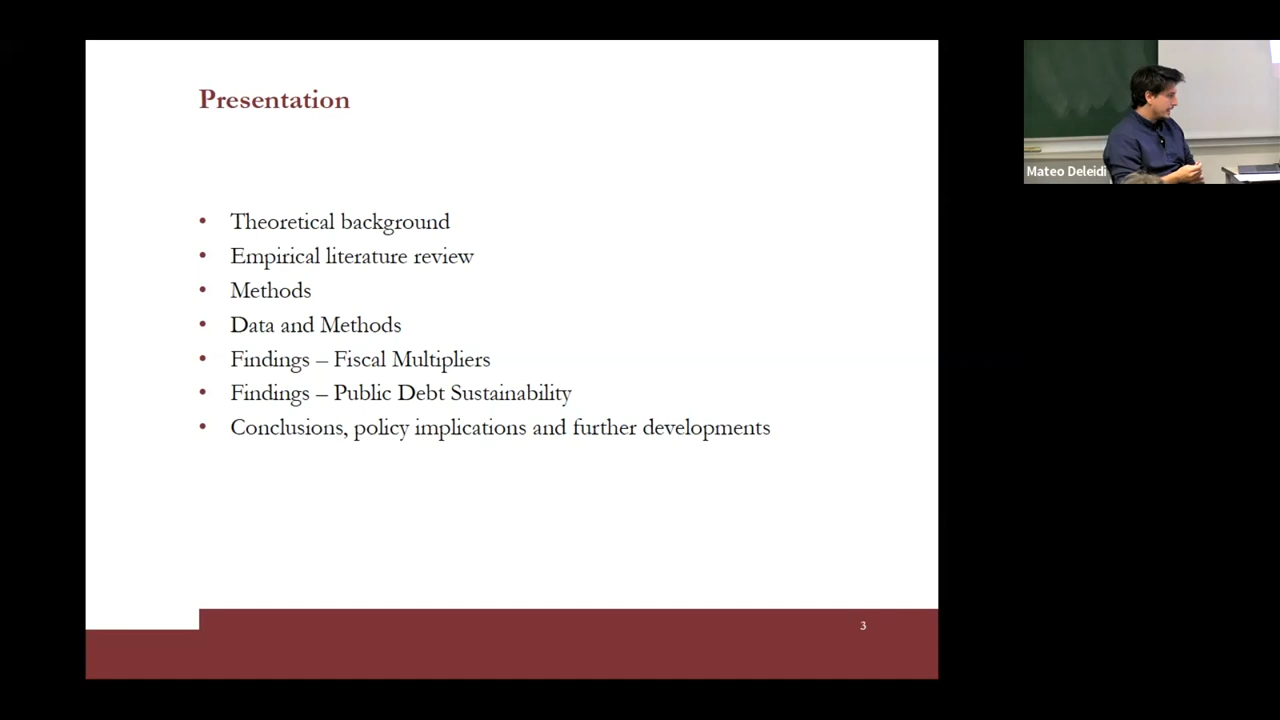 Presentation
• Theoretical background
• Empirical literature review
• Methods
• Data and Methods
• Findings – Fiscal Multipliers
• Findings – Public Debt Sustainability
• Conclusions, policy implications and further developments
3
Mateo Deleidi